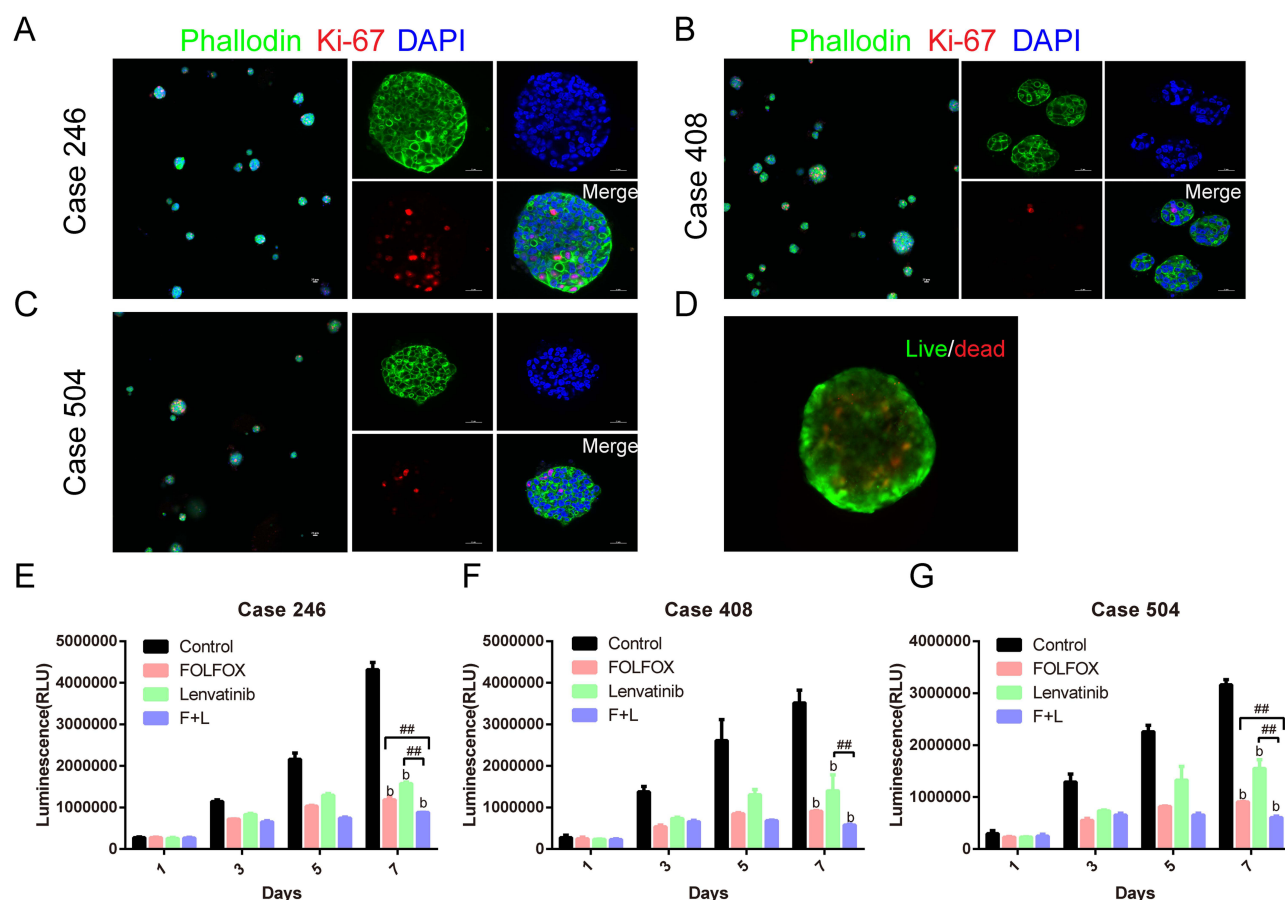 A
Phallodin Ki-67 DAPI
Case 246
Merge
B
Phallodin Ki-67 DAPI
Case 408
Merge
C
Case 504
Merge
D
Live/dead
E
Case 246
Luminescence(RLU)
5000000
4000000
3000000
2000000
1000000
0
Control
FOLFOX
Lenvatinib
F+L
##
##
b
b
b
1 3 5 7
Days
F
Case 408
Luminescence(RLU)
5000000
4000000
3000000
2000000
1000000
0
Control
FOLFOX
Lenvatinib
F+L
##
b
b
b
1 3 5 7
Days
G
Case 504
Luminescence(RLU)
4000000
3000000
2000000
1000000
0
Control
FOLFOX
Lenvatinib
F+L
##
##
b
b
b
1 3 5 7
Days